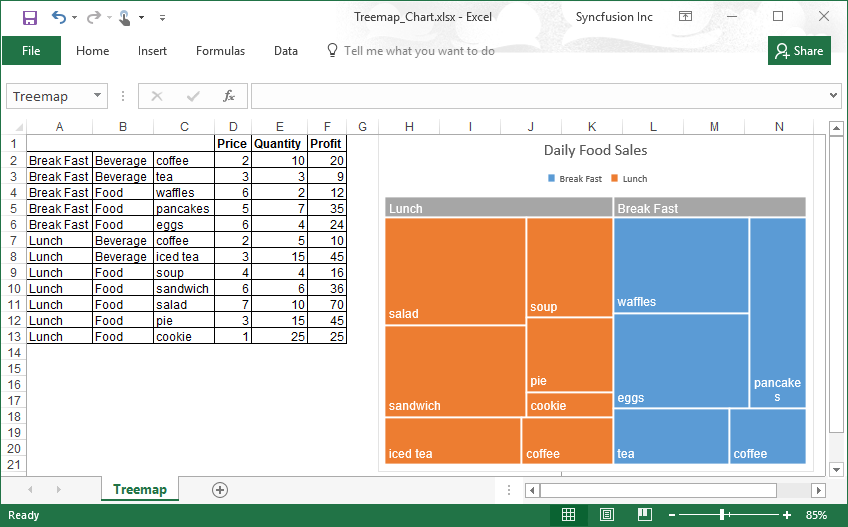 Treemap_Chart.xlsx - Excel Syncfusion Inc
File Home Insert Formulas Data Tell me what you want to do Share
Treemap fx
A B C D E F G H I J K L M N
1 Price Quantity Profit
2 Break Fast Beverage coffee 2 10 20
3 Break Fast Beverage tea 3 3 9
4 Break Fast Food waffles 6 2 12
5 Break Fast Food pancakes 5 7 35
6 Break Fast Food eggs 6 4 24
7 Lunch Beverage coffee 2 5 10
8 Lunch Beverage iced tea 3 15 45
9 Lunch Food soup 4 4 16
10 Lunch Food sandwich 6 6 36
11 Lunch Food salad 7 10 70
12 Lunch Food pie 3 15 45
13 Lunch Food cookie 1 25 25
14
15
16
17
18
19
20
21
Daily Food Sales
Break Fast Lunch
Lunch Break Fast
salad
soup
waffles
pie
pancake
s
sandwich
cookie
eggs
iced tea coffee tea coffee
Treemap
Ready 85%